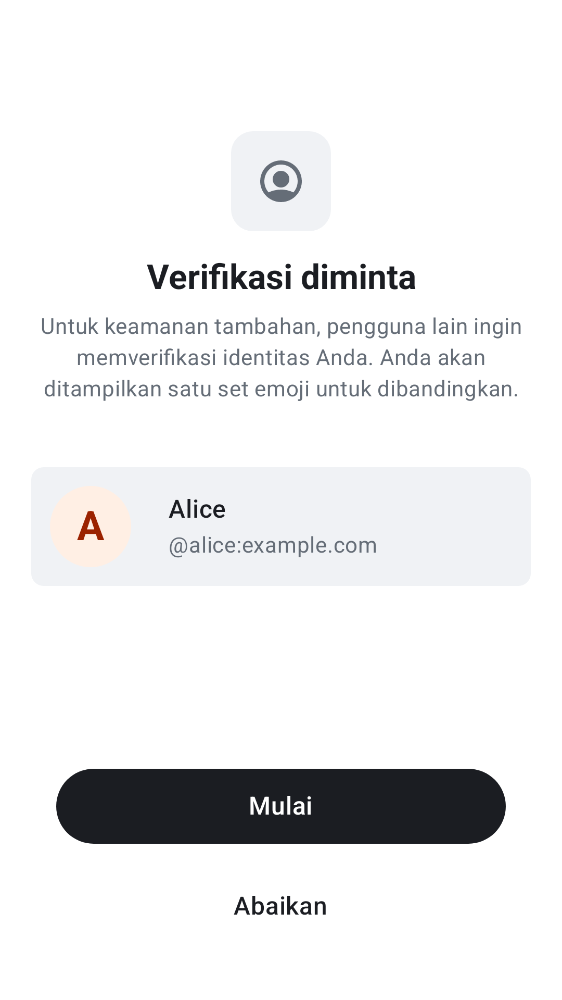 Verifikasi diminta
Untuk keamanan tambahan, pengguna lain ingin
memverifikasi identitas Anda. Anda akan
ditampilkan satu set emoji untuk dibandingkan.
A
Alice
@alice:example.com
Mulai
Abaikan